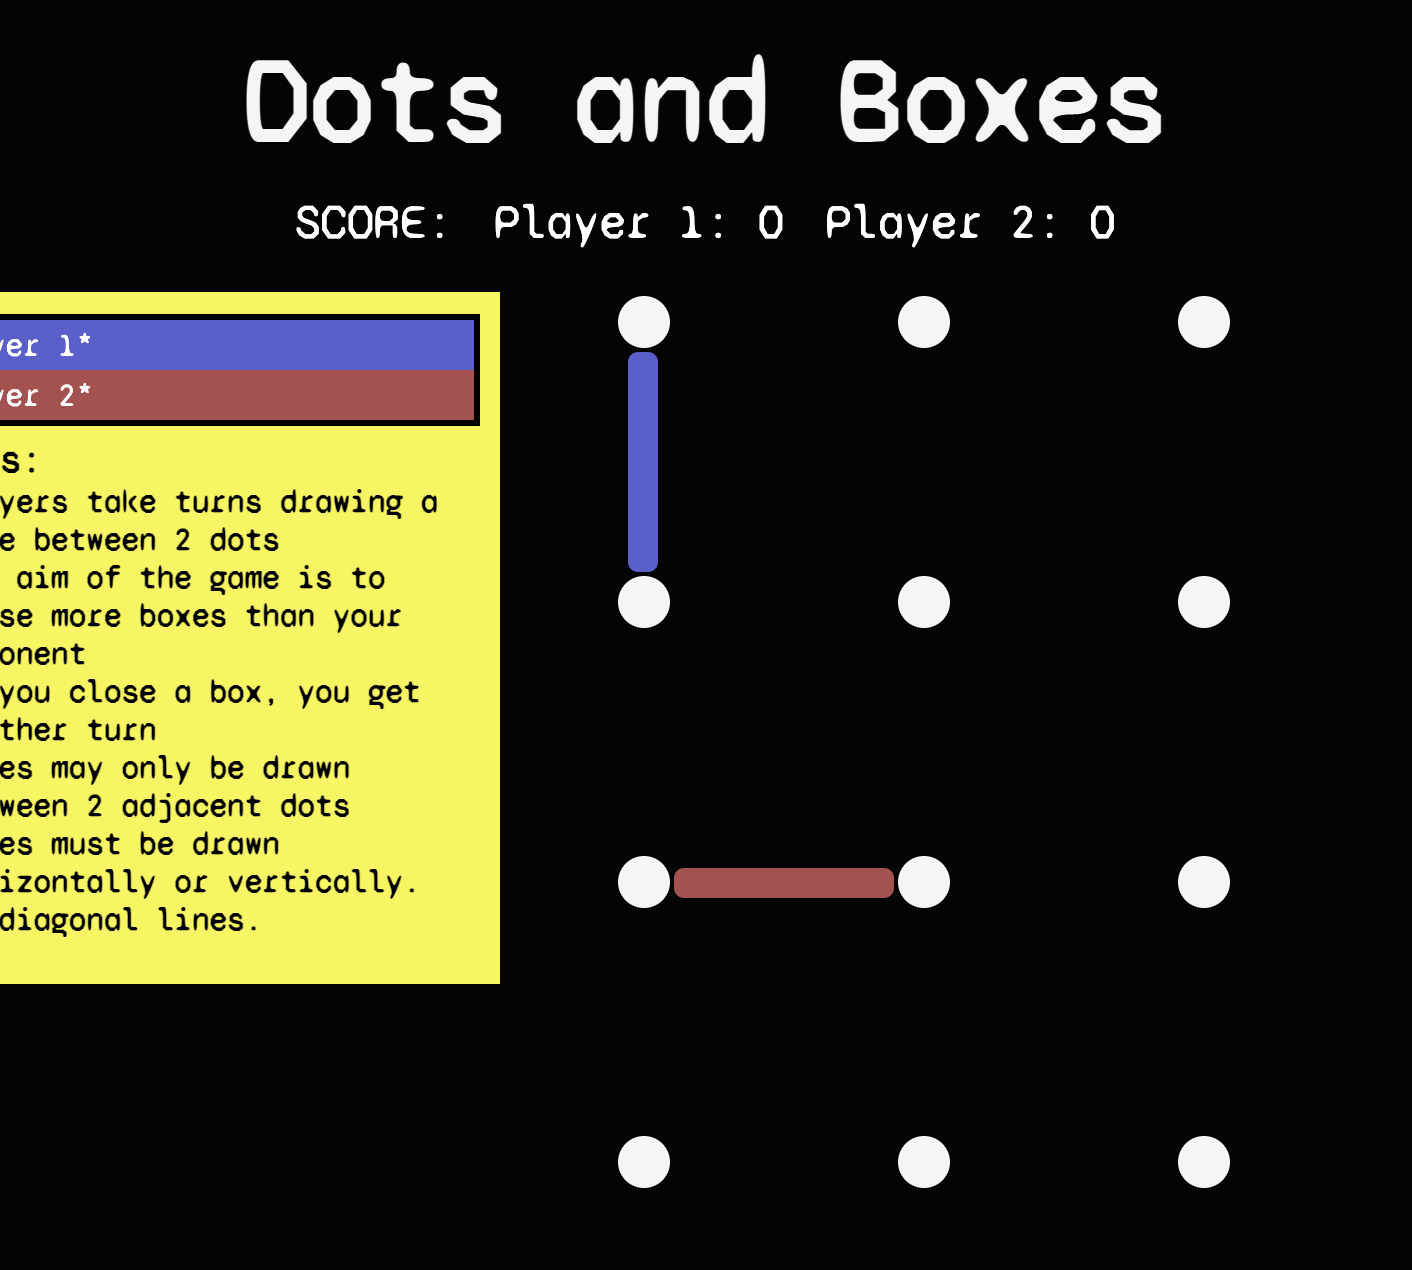 Dots and Boxes
SCORE: Player 1: 0 Player 2: 0
yer 1*
yer 2*
s:
yers take turns drawing a
e between 2 dots
aim of the game is to
se more boxes than your
onent
you close a box, you get
ther turn
es may only be drawn
ween 2 adjacent dots
es must be drawn
izontally or vertically.
diagonal lines.